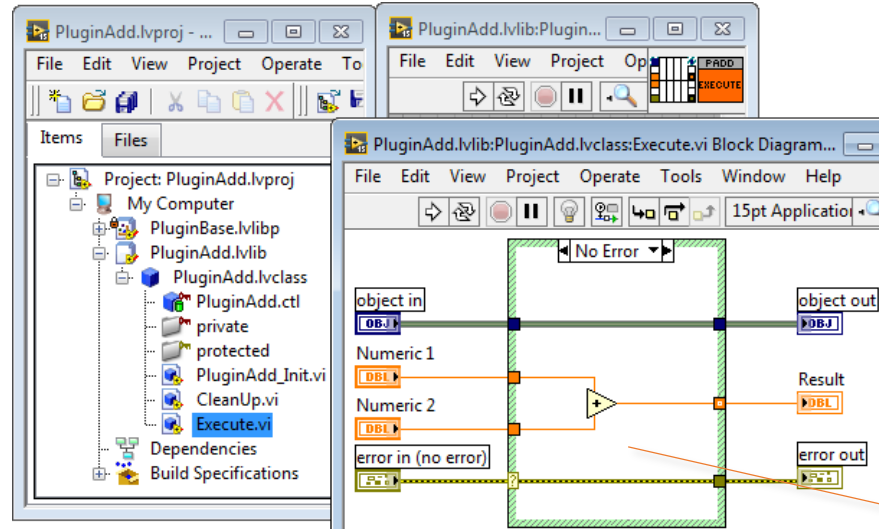 PluginAdd.lvproj - ...
File Edit View Project Operate To
Items Files
Project: PluginAdd.lvproj
My Computer
PluginBase.lvlibp
PluginAdd.lvlib
PluginAdd.lvclass
PluginAdd.ctl
private
protected
PluginAdd_Init.vi
CleanUp.vi
Execute.vi
Dependencies
Build Specifications
PluginAdd.lvlib:Plugin...
File Edit View Project Op
PADD
EXECUTE
PluginAdd.lvlib:PluginAdd.lvclass:Execute.vi Block Diagram...
File Edit View Project Operate Tools Window Help
15pt Application
No Error
object in
OBJ
Numeric 1
DBL
Numeric 2
DBL
error in (no error)
?
+
object out
OBJ
Result
DBL
error out